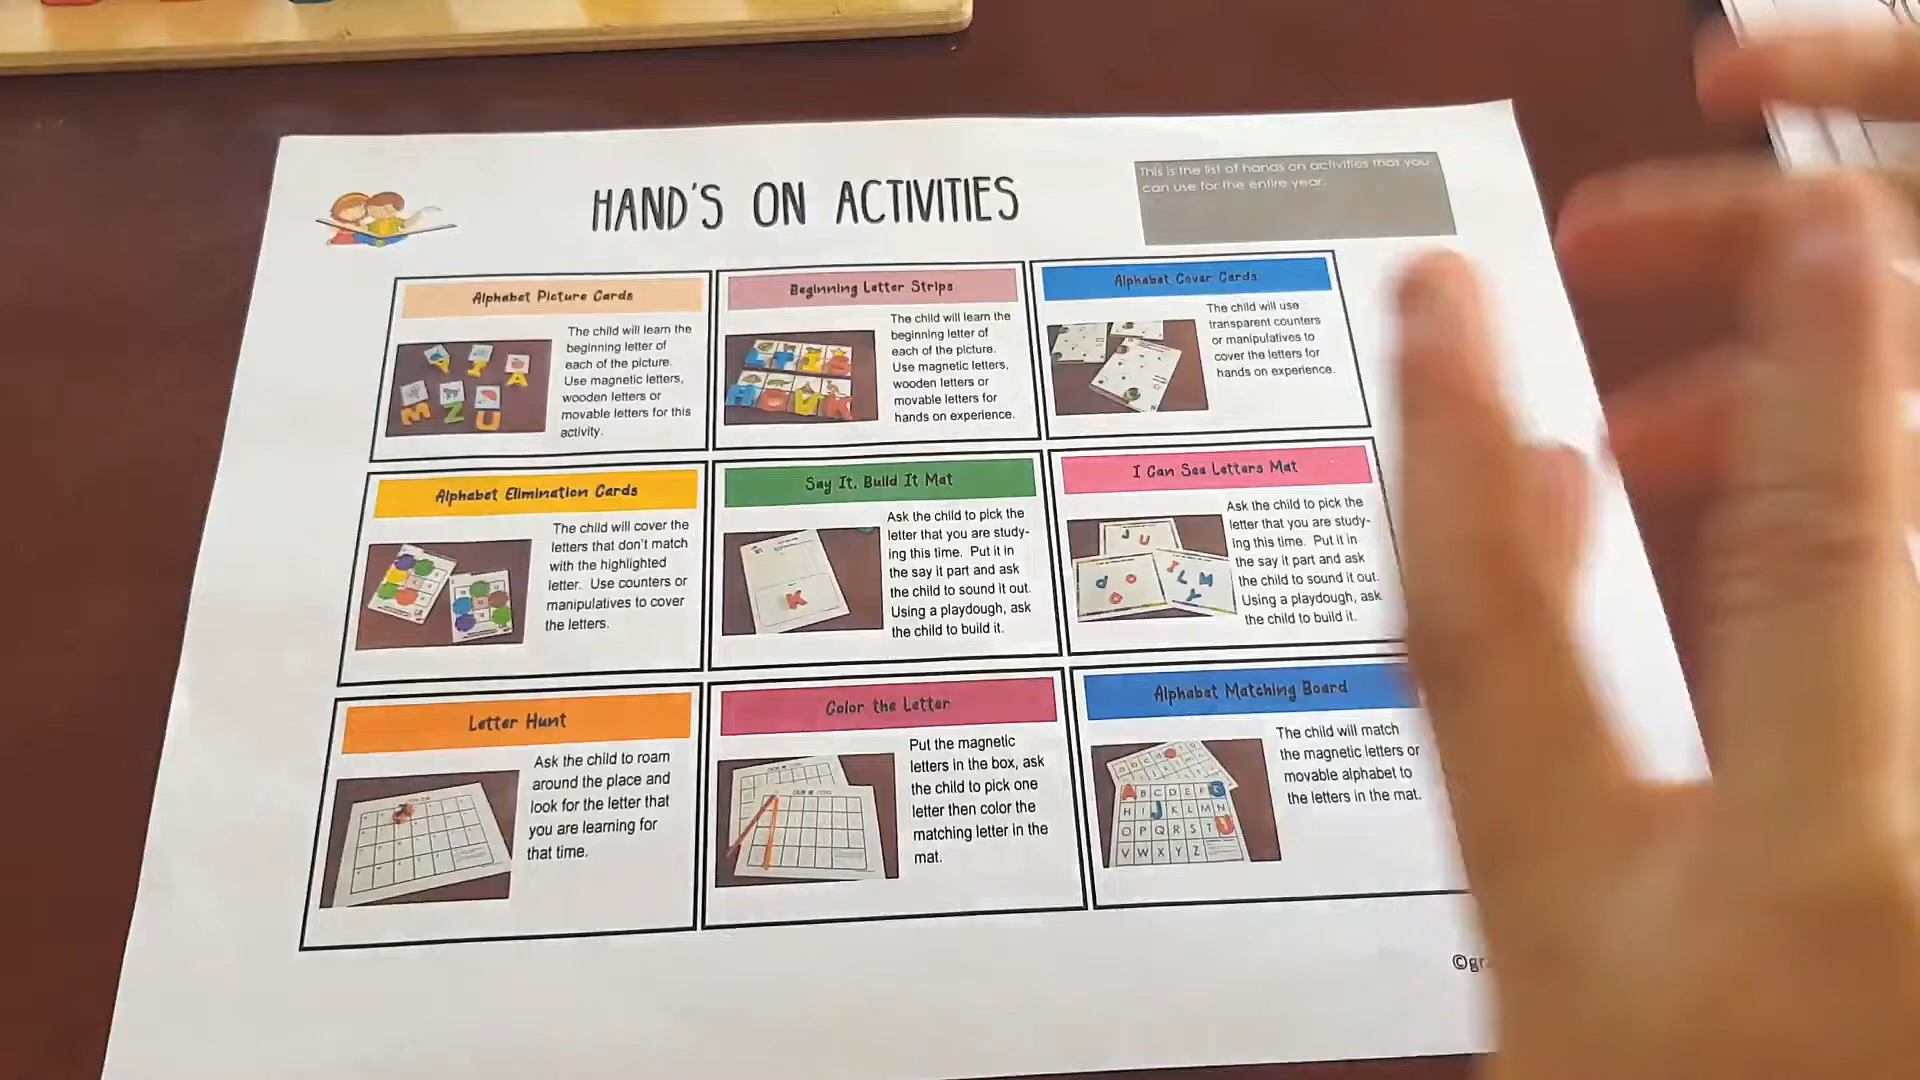 HAND'S ON ACTIVITIES
This is the list of hands on activities that you
can use for the entire year.
Alphabet Picture Cards
The child will learn the
beginning letter of
each of the picture.
Use magnetic letters,
wooden letters or
movable letters for this
activity.
Beginning Letter Strips
The child will learn the
beginning letter of
each of the picture.
Use magnetic letters,
wooden letters or
movable letters for
hands on experience.
Alphabet Cover Cards
The child will use
transparent counters
or manipulatives to
cover the letters for
hands on experience.
Alphabet Elimination Cards
The child will cover the
letters that don't match
with the highlighted
letter. Use counters or
manipulatives to cover
the letters.
Say It, Build It Mat
Ask the child to pick the
letter that you are study-
ing this time. Put it in
the say it part and ask
the child to sound it out.
Using a playdough, ask
the child to build it.
I Can See Letters Mat
Ask the child to pick the
letter that you are study-
ing this time. Put it in
the say it part and ask
the child to sound it out.
Using a playdough, ask
the child to build it.
Letter Hunt
Ask the child to roam
around the place and
look for the letter that
you are learning for
that time.
Color the Letter
Put the magnetic
letters in the box, ask
the child to pick one
letter then color the
matching letter in the
mat.
Alphabet Matching Board
The child will match
the magnetic letters or
movable alphabet to
the letters in the mat.
A B C D E F G
H I J K L M N
O P Q R S T U
V W X Y Z